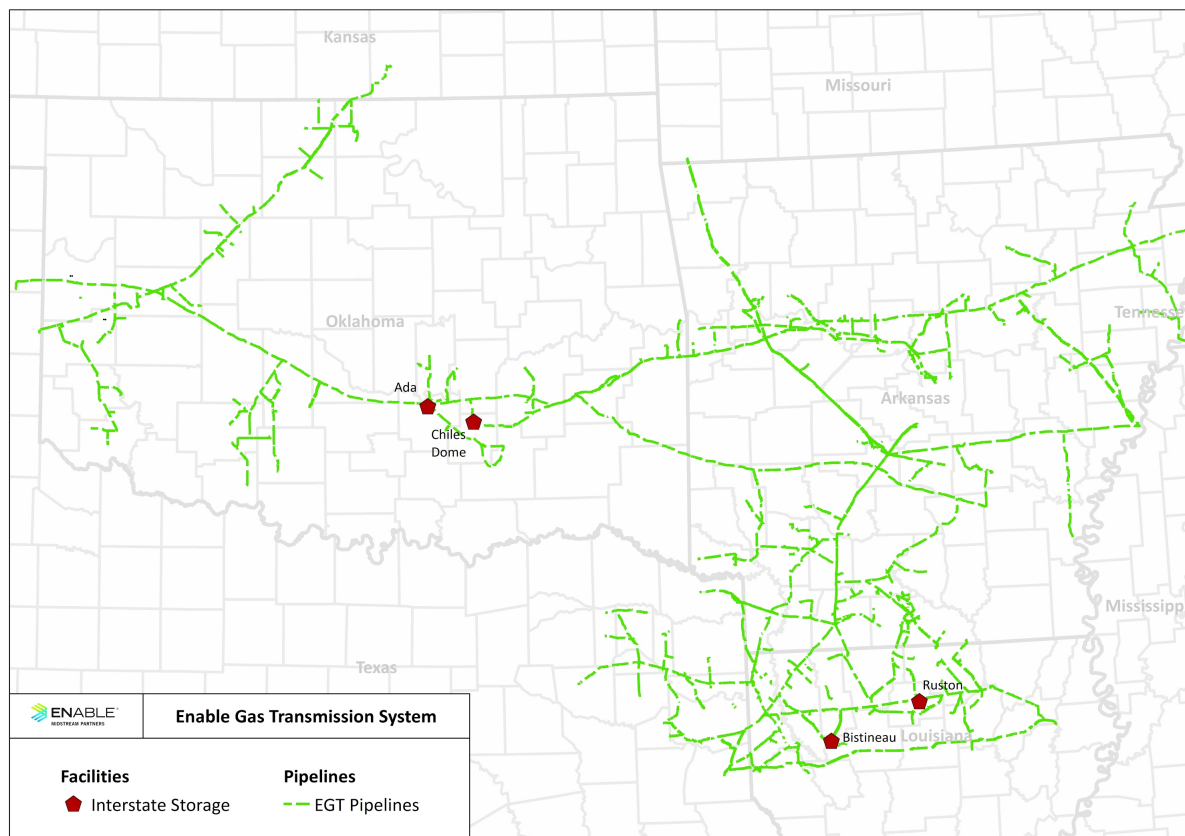 Kansas
Missouri
Oklahoma
Tennesse
Ada
Arkansas
Chiles
Dome
Mississipp
Texas
Ruston
Bistineau
Louisiana
ENABLE
MIDSTREAM PARTNERS
Enable Gas Transmission System
Facilities
Interstate Storage
Pipelines
EGT Pipelines